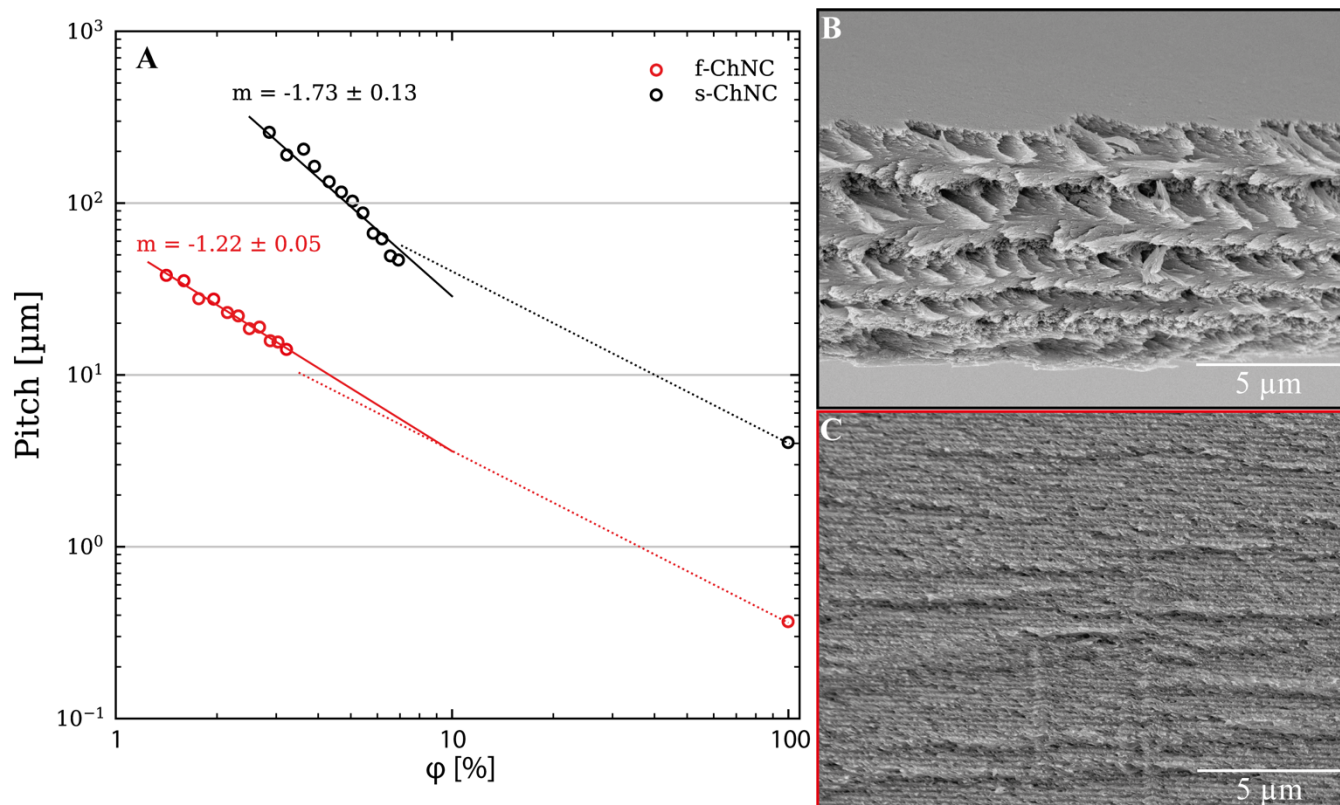 A
m = -1.73 ± 0.13
m = -1.22 ± 0.05
f-ChNC
s-ChNC
Pitch [μm]
10³
10²
10¹
10⁰
10⁻¹
1
10
100
φ [%]
B
5 μm
C
5 μm